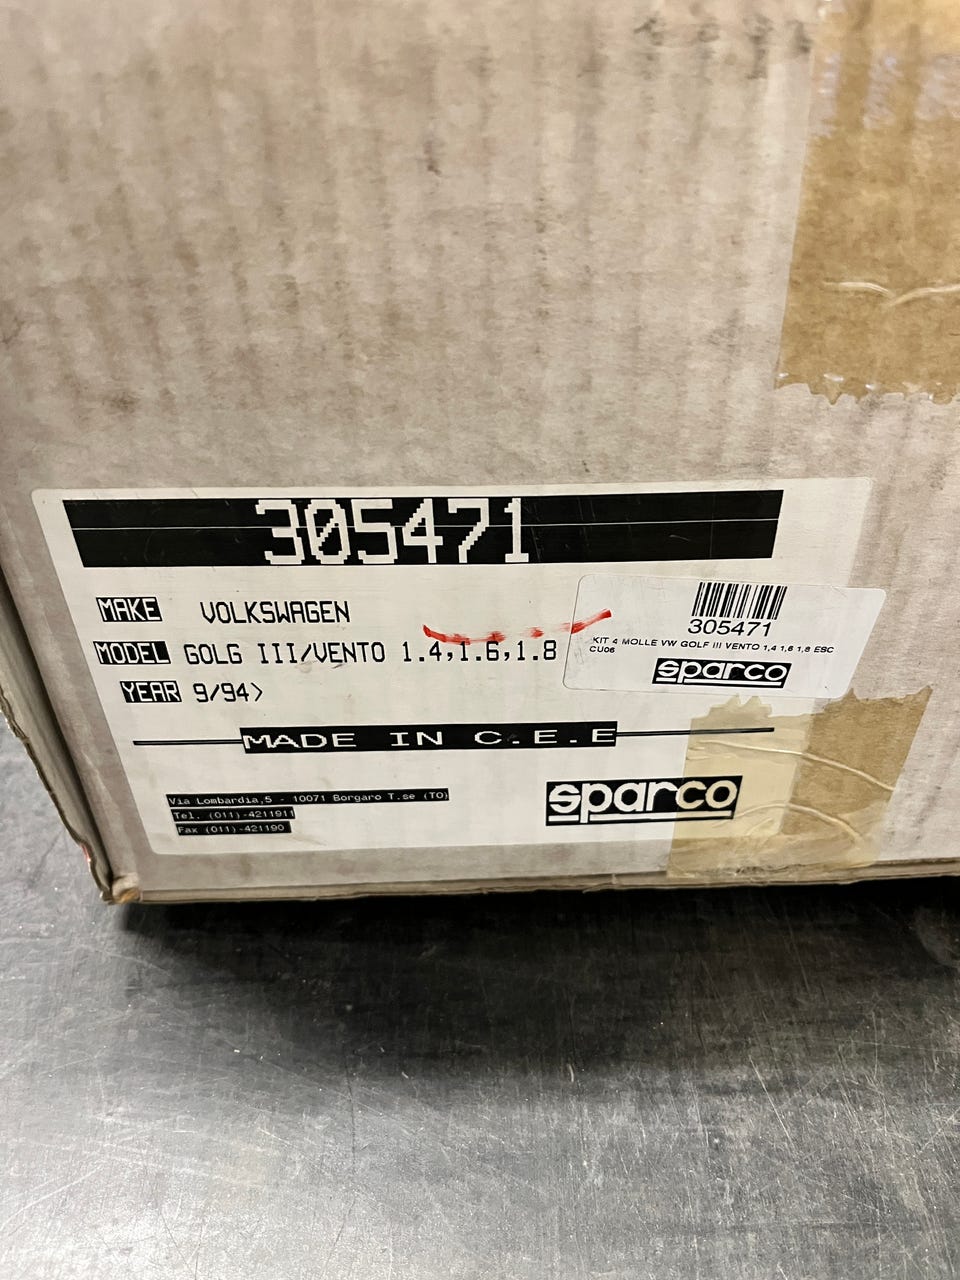 305471
MAKE VOLKSWAGEN
MODEL GOLG III/VENTO 1.4,1.6,1.8
YEAR 9/94>
MADE IN C.E.E
Via Lombardia,5 - 10071 Borgaro T.se (TO)
Tel. (011)-4211911
Fax (011)-421190
sparco
305471
KIT 4 MOLLE VW GOLF III VENTO 1,4 1,6 1,8 ESC
CU06
sparco